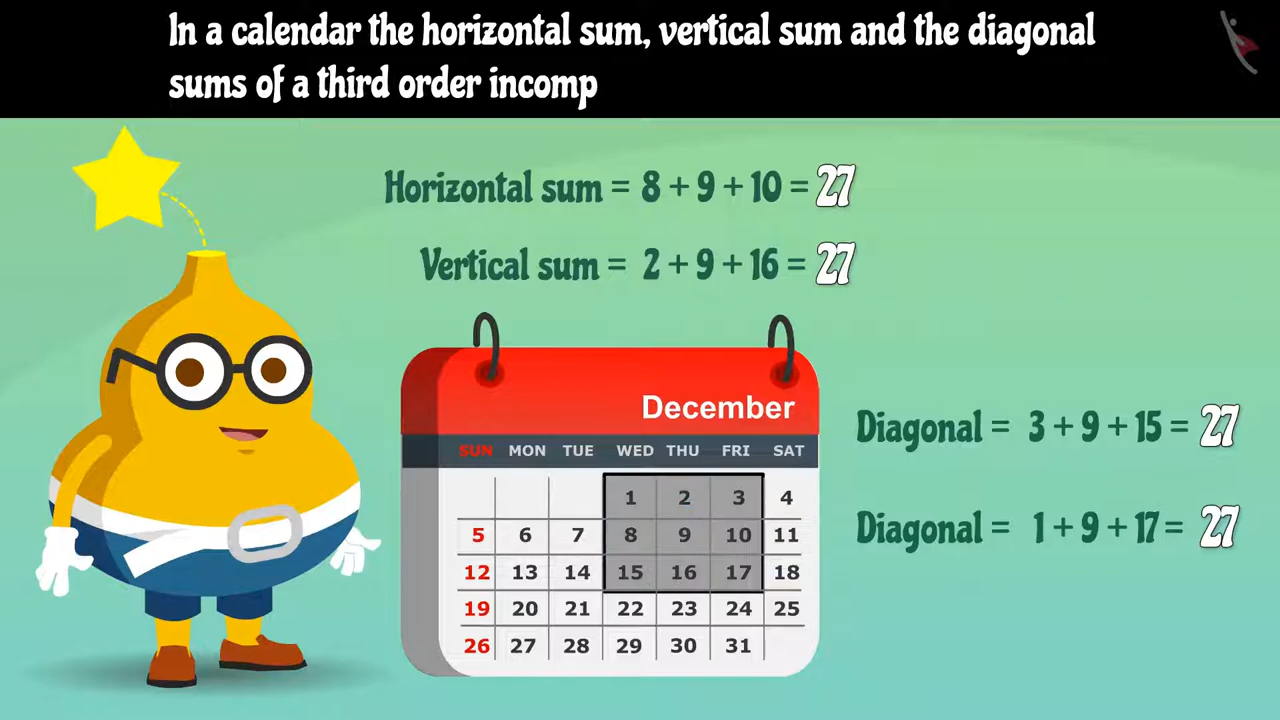 In a calendar the horizontal sum, vertical sum and the diagonal
sums of a third order incomp
Horizontal sum = 8 + 9 + 10 = 27
Vertical sum = 2 + 9 + 16 = 27
December
SUN MON TUE WED THU FRI SAT
1 2 3 4
5 6 7 8 9 10 11
12 13 14 15 16 17 18
19 20 21 22 23 24 25
26 27 28 29 30 31
Diagonal = 3 + 9 + 15 = 27
Diagonal = 1 + 9 + 17 = 27